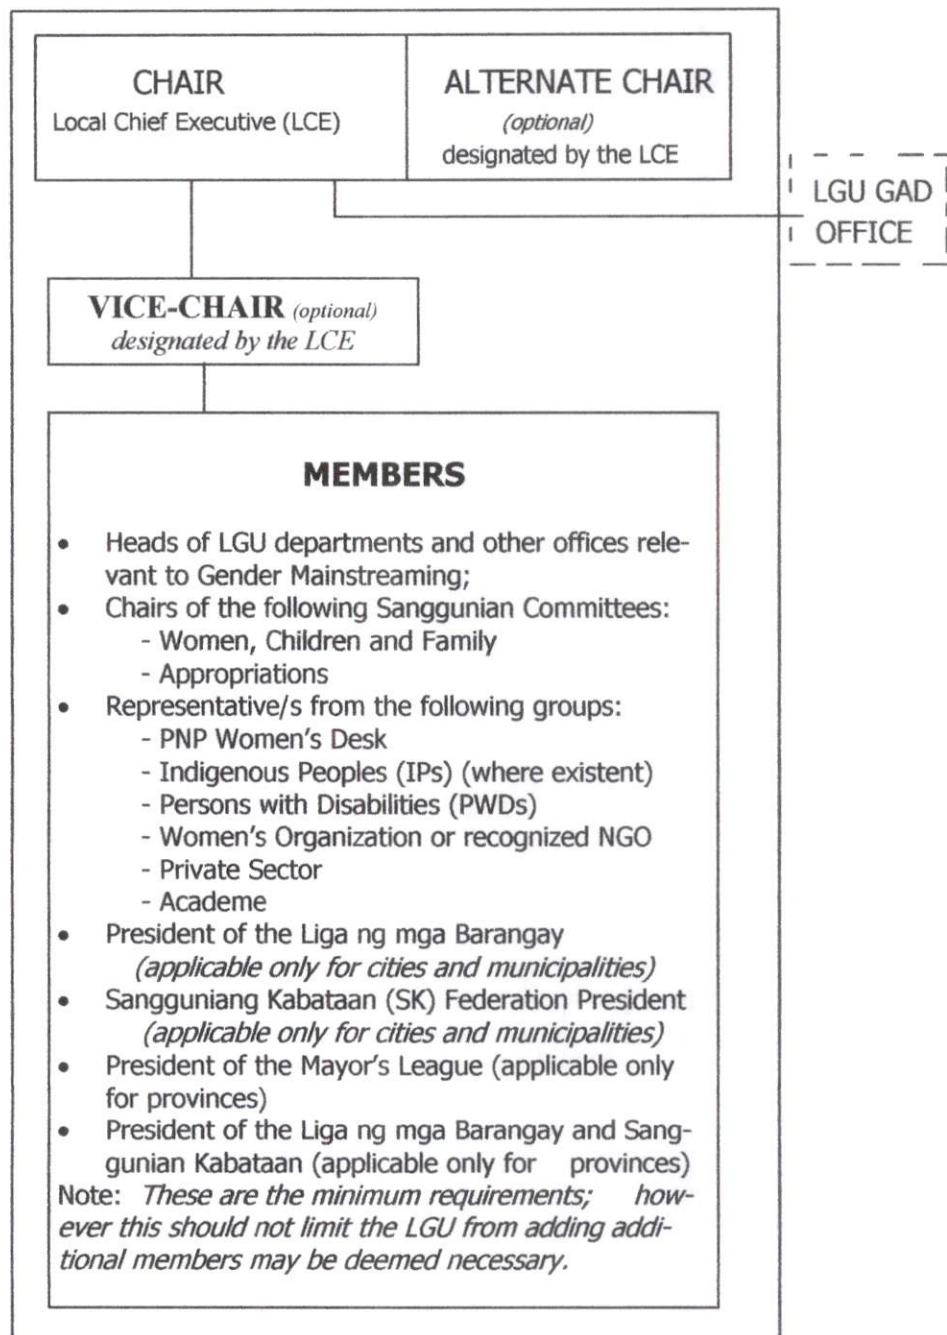 CHAIR
Local Chief Executive (LCE)
ALTERNATE CHAIR
(optional)
designated by the LCE
LGU GAD
OFFICE
VICE-CHAIR (optional)
designated by the LCE
MEMBERS
• Heads of LGU departments and other offices rele-
vant to Gender Mainstreaming;
• Chairs of the following Sanggunian Committees:
- Women, Children and Family
- Appropriations
• Representative/s from the following groups:
- PNP Women's Desk
- Indigenous Peoples (IPs) (where existent)
- Persons with Disabilities (PWDs)
- Women's Organization or recognized NGO
- Private Sector
- Academe
• President of the Liga ng mga Barangay
(applicable only for cities and municipalities)
• Sangguniang Kabataan (SK) Federation President
(applicable only for cities and municipalities)
• President of the Mayor's League (applicable only
for provinces)
• President of the Liga ng mga Barangay and Sang-
gunian Kabataan (applicable only for provinces)
Note: These are the minimum requirements; how-
ever this should not limit the LGU from adding addi-
tional members may be deemed necessary.